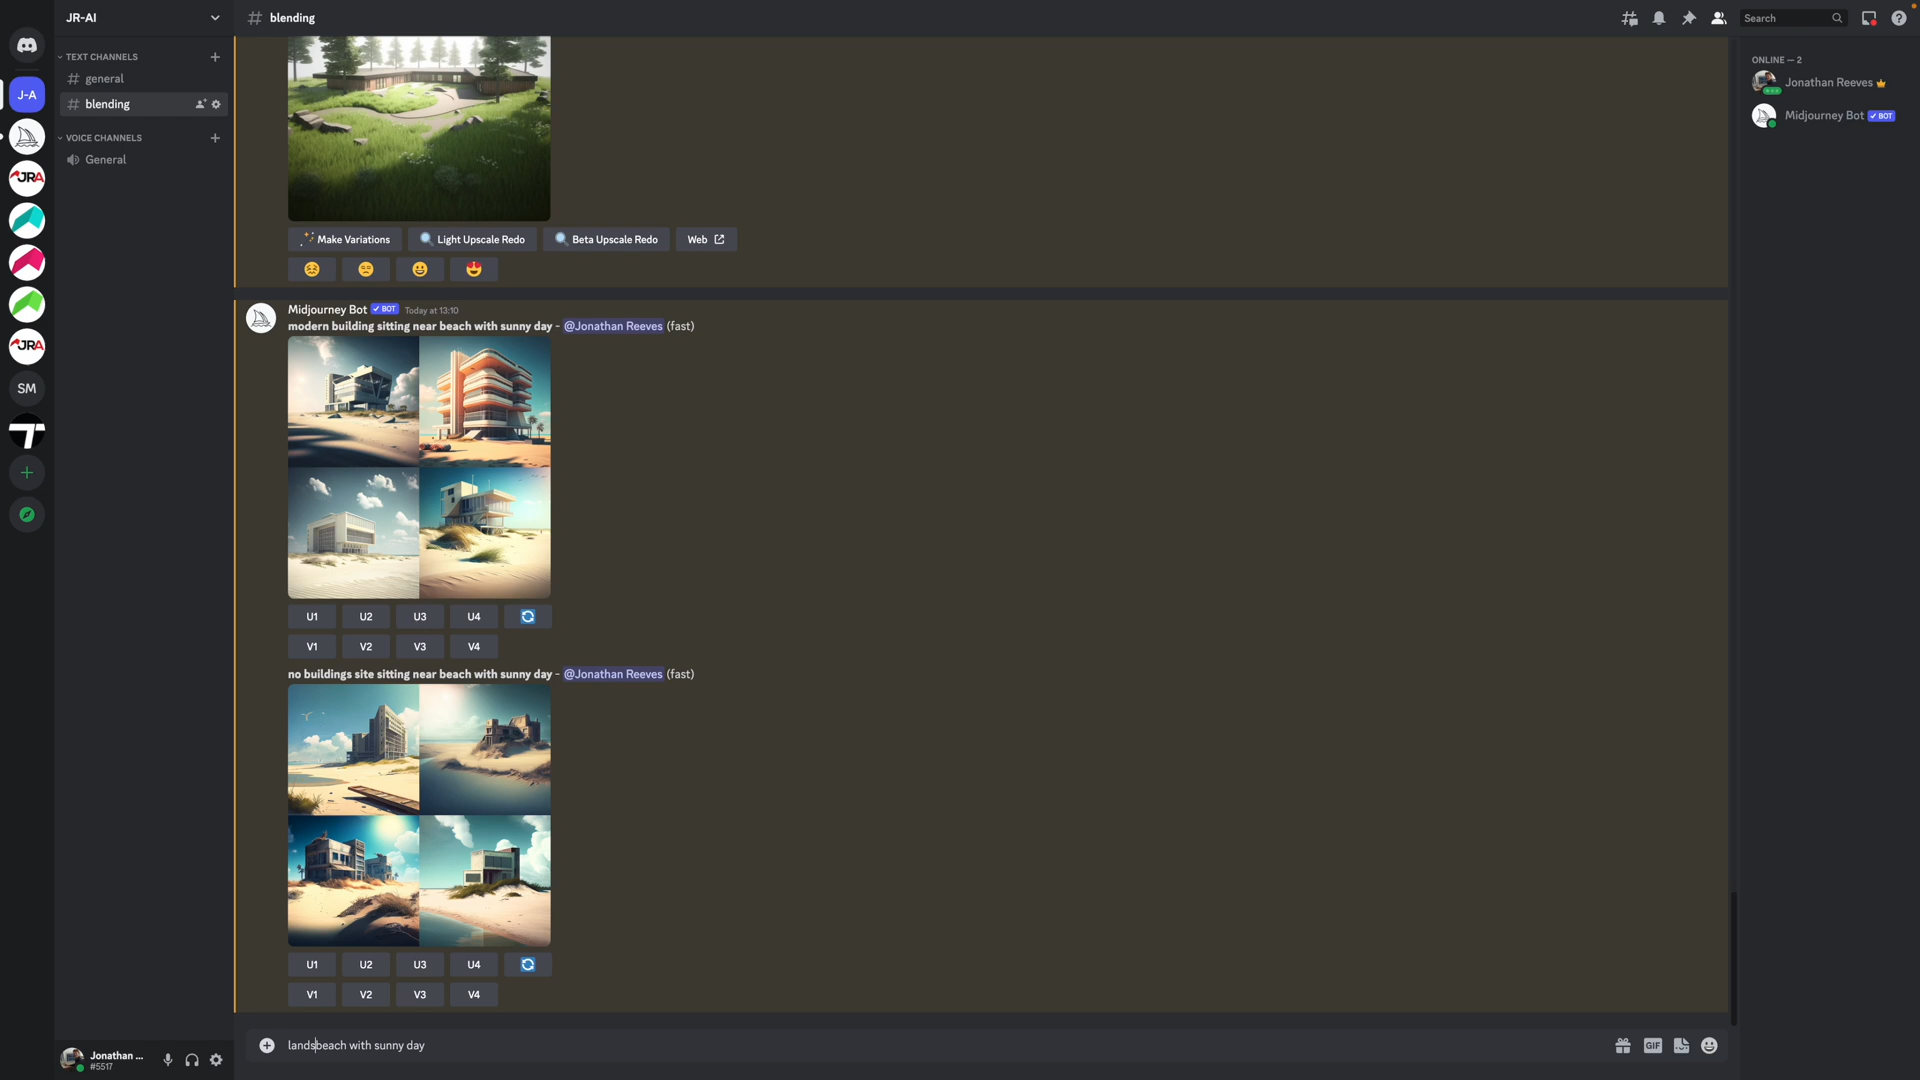 JR-AI
# blending
Search
TEXT CHANNELS
# general
# blending
VOICE CHANNELS
General
J-A
JRA
JRA
SM
ONLINE — 2
Jonathan Reeves
Midjourney Bot ✓ BOT
Make Variations
Light Upscale Redo
Beta Upscale Redo
Web
Midjourney Bot ✓ BOT Today at 13:10
modern building sitting near beach with sunny day - @Jonathan Reeves (fast)
U1 U2 U3 U4
V1 V2 V3 V4
no buildings site sitting near beach with sunny day - @Jonathan Reeves (fast)
U1 U2 U3 U4
V1 V2 V3 V4
landsbeach with sunny day
GIF
Jonathan ...
#5517